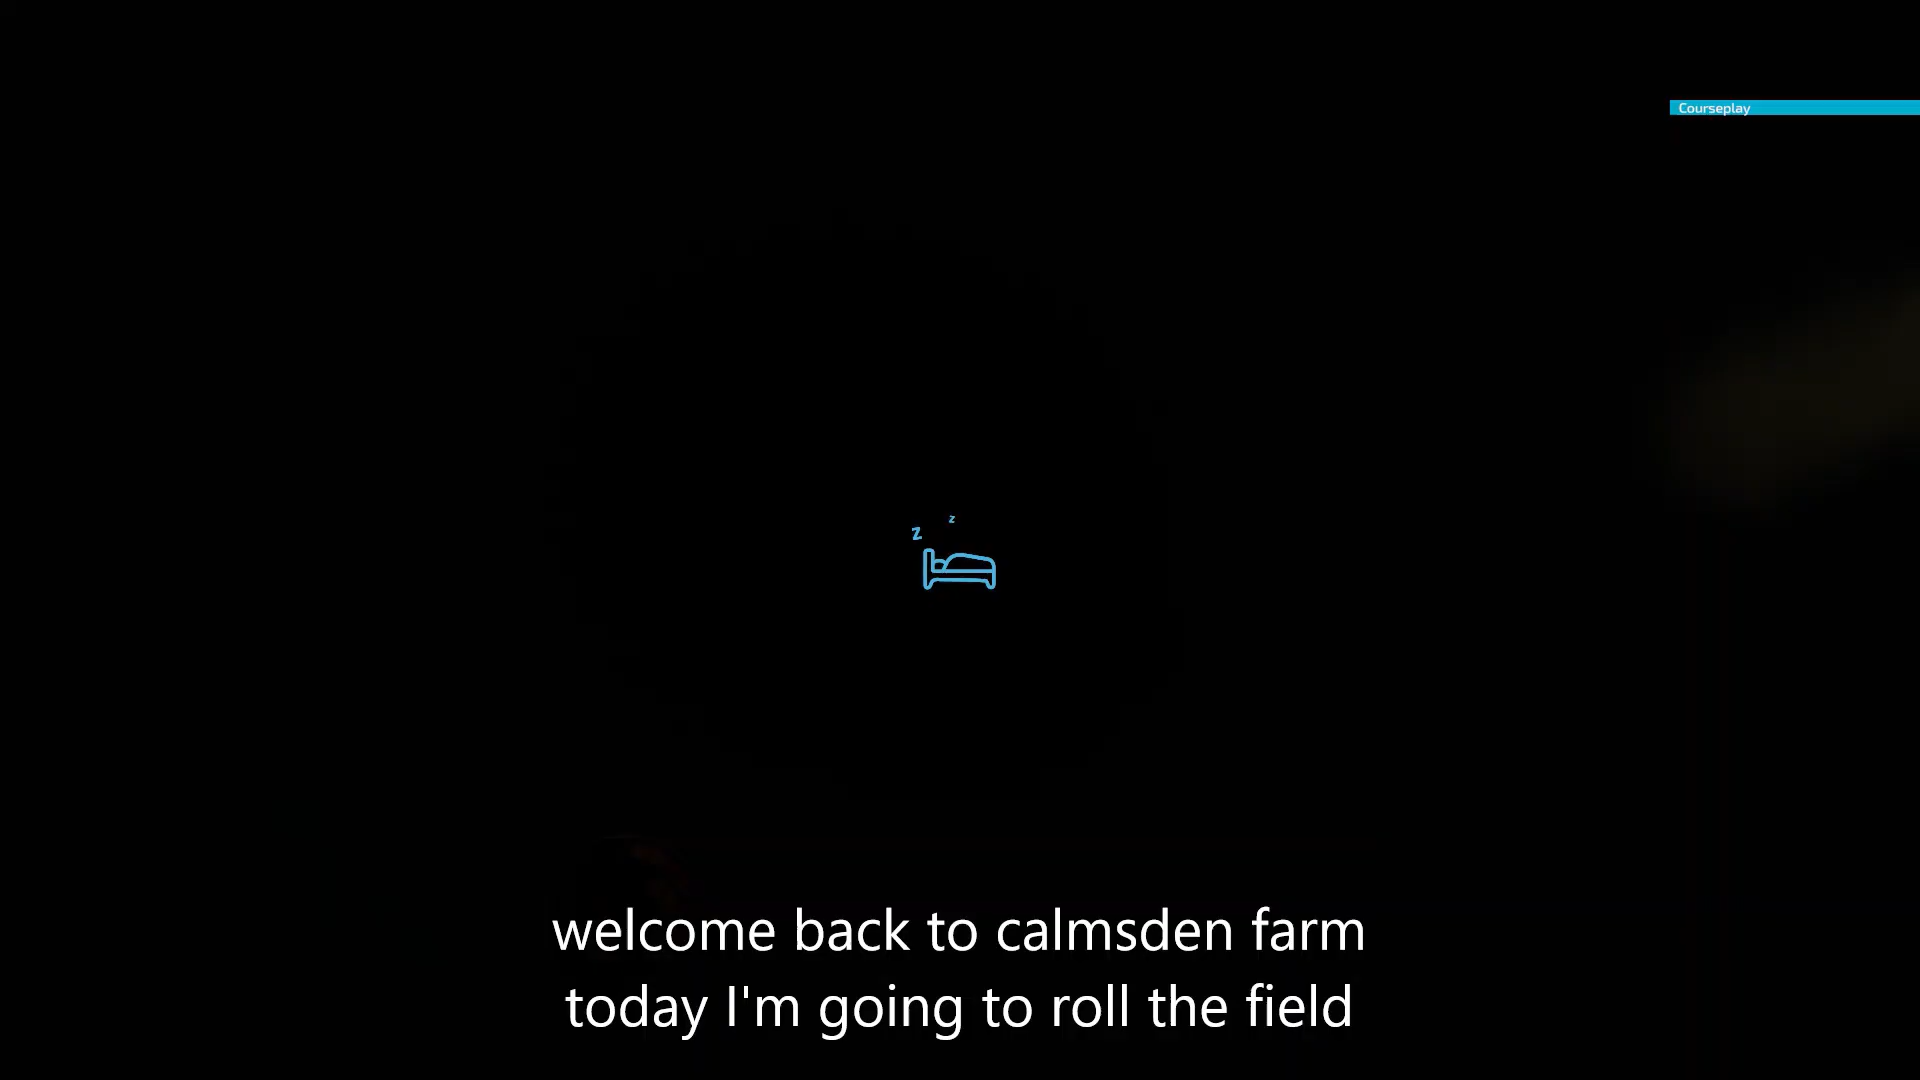 Courseplay
z
z
welcome back to calmsden farm
today I'm going to roll the field